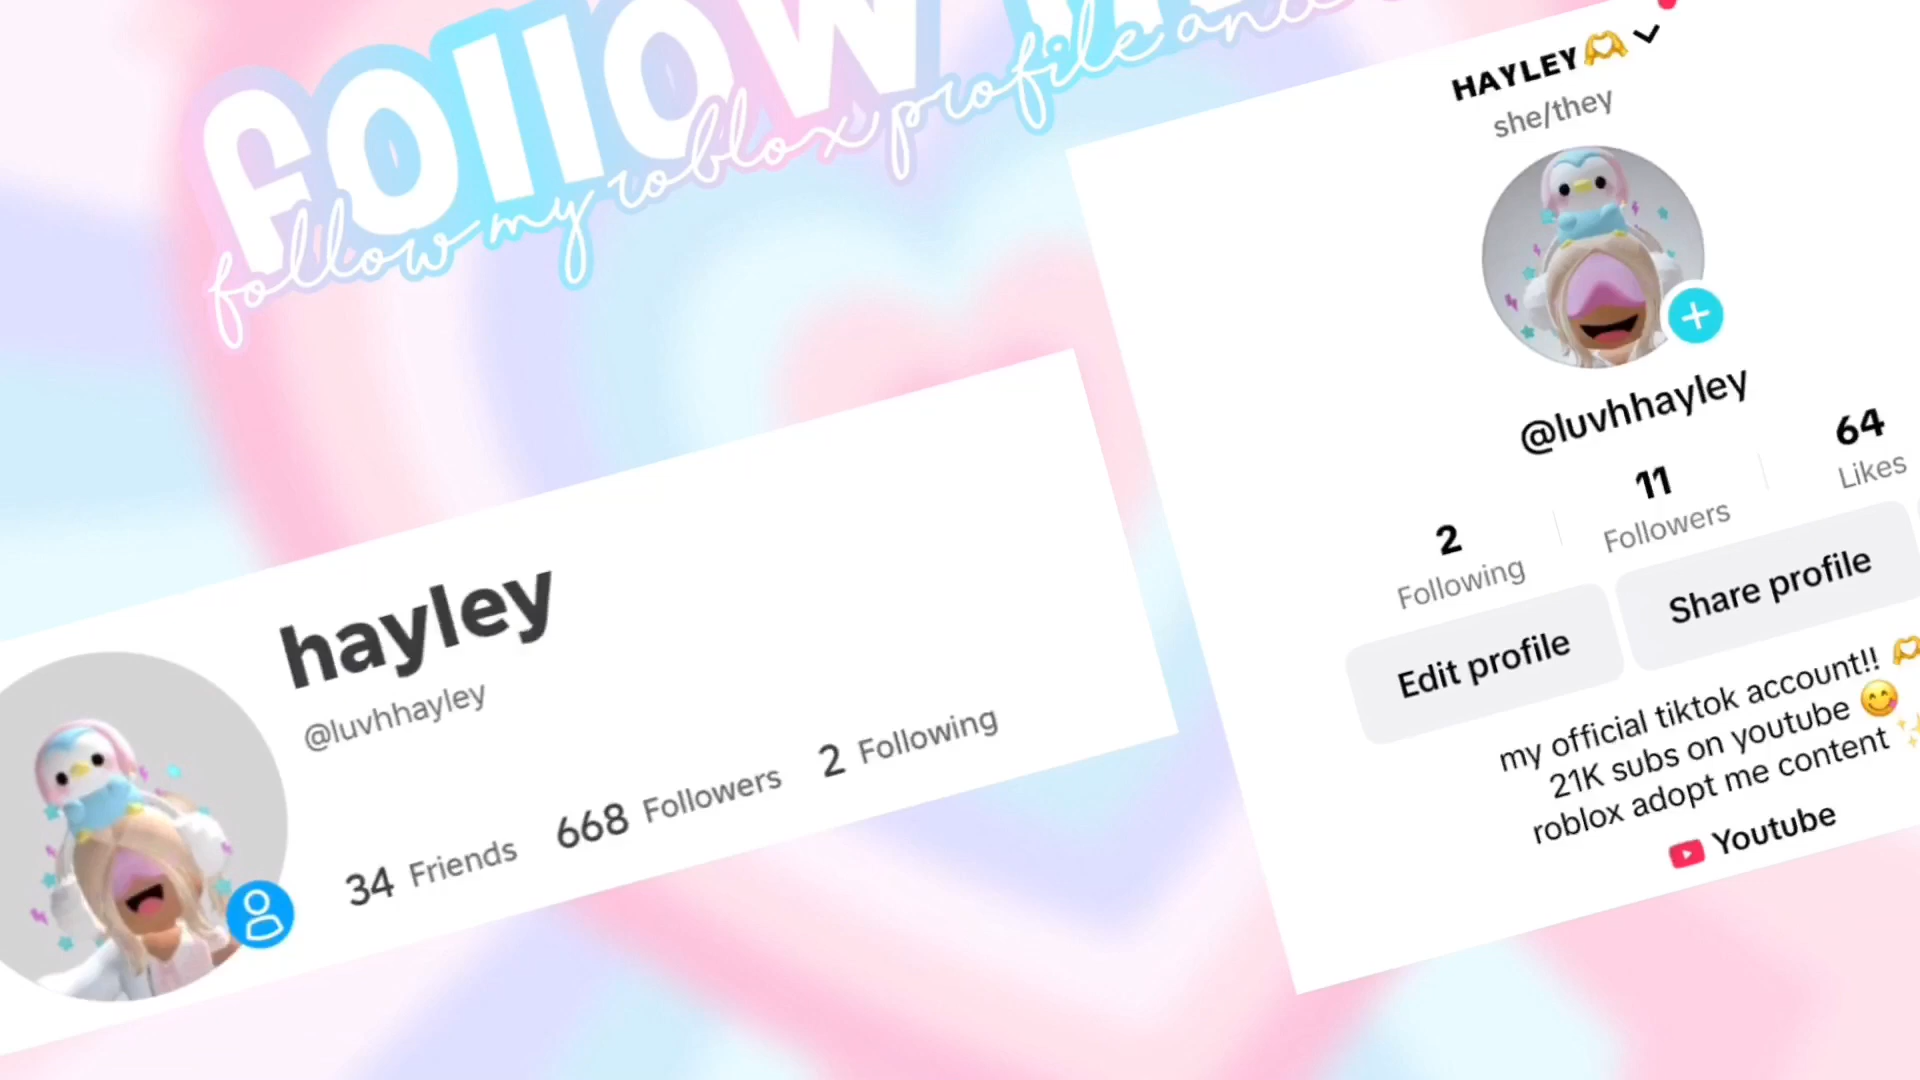 follow
follow my roblox profile and
hayley
@luvhhayley
34 Friends 668 Followers 2 Following
HAYLEY🫶
she/they
@luvhhayley
2 Following
11 Followers
64 Likes
Edit profile
Share profile
my official tiktok account!! 🫶
21K subs on youtube 😋
roblox adopt me content ✨
Youtube